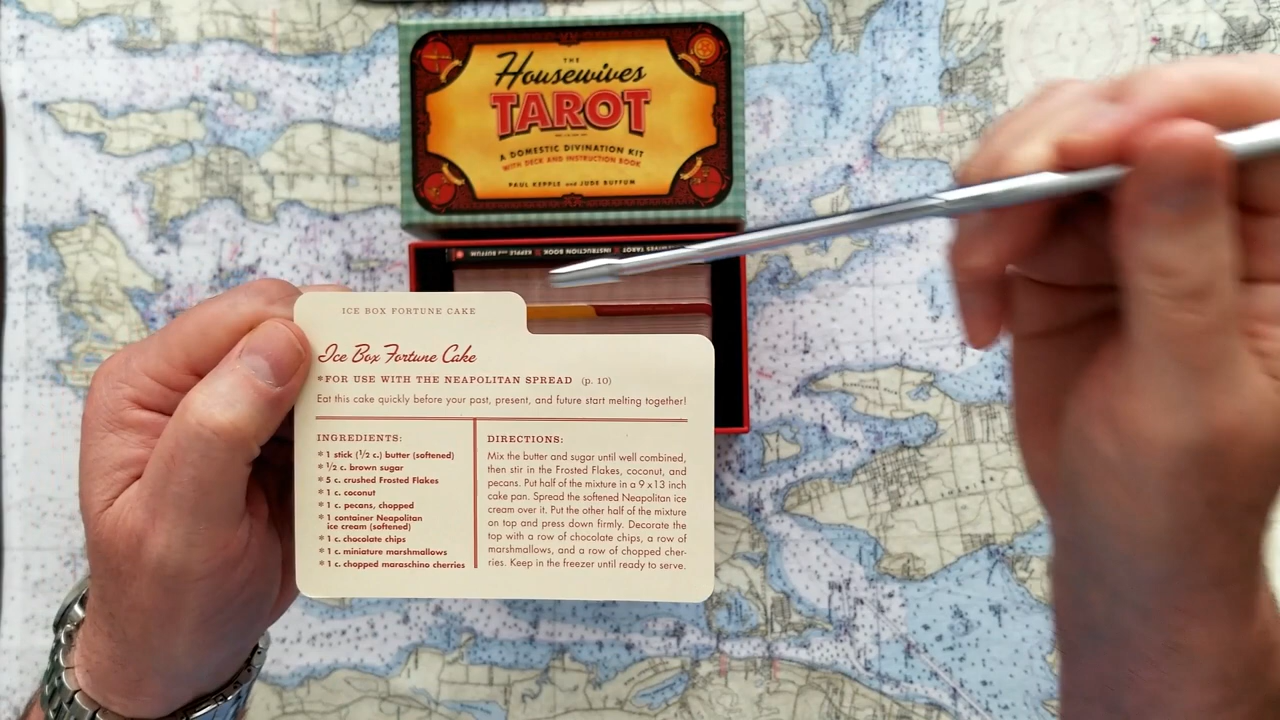 THE
Housewives
TAROT
A DOMESTIC DIVINATION KIT
WITH DECK AND INSTRUCTION BOOK
PAUL KEPPLE and JUDE BUFFUM
INSTRUCTION BOOK KEPPLE AND BUFFUM
ICE BOX FORTUNE CAKE
Ice Box Fortune Cake
*FOR USE WITH THE NEAPOLITAN SPREAD (p. 10)
Eat this cake quickly before your past, present, and future start melting together!
INGREDIENTS:
* 1 stick (1/2 c.) butter (softened)
* 1/2 c. brown sugar
* 5 c. crushed Frosted Flakes
* 1 c. coconut
* 1 c. pecans, chopped
* 1 container Neapolitan
ice cream (softened)
* 1 c. chocolate chips
* 1 c. miniature marshmallows
* 1 c. chopped maraschino cherries
DIRECTIONS:
Mix the butter and sugar until well combined,
then stir in the Frosted Flakes, coconut, and
pecans. Put half of the mixture in a 9 x 13 inch
cake pan. Spread the softened Neapolitan ice
cream over it. Put the other half of the mixture
on top and press down firmly. Decorate the
top with a row of chocolate chips, a row of
marshmallows, and a row of chopped cher-
ries. Keep in the freezer until ready to serve.